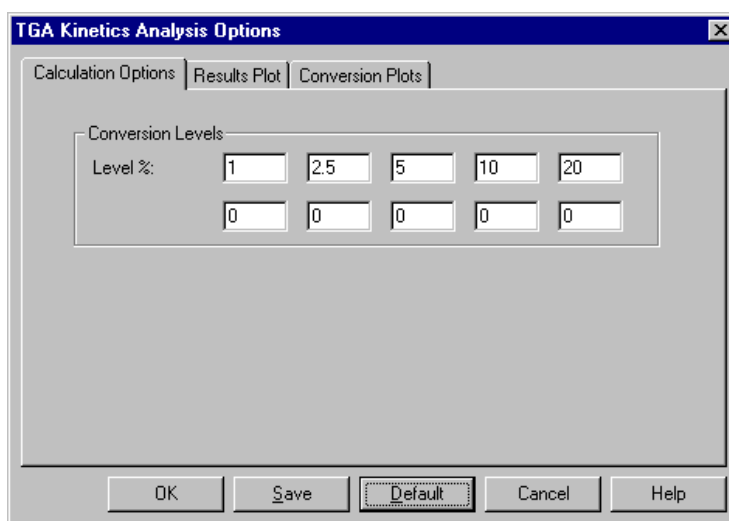 TGA Kinetics Analysis Options
Calculation Options Results Plot Conversion Plots
Conversion Levels
Level %: 1 2.5 5 10 20
0 0 0 0 0
OK Save Default Cancel Help